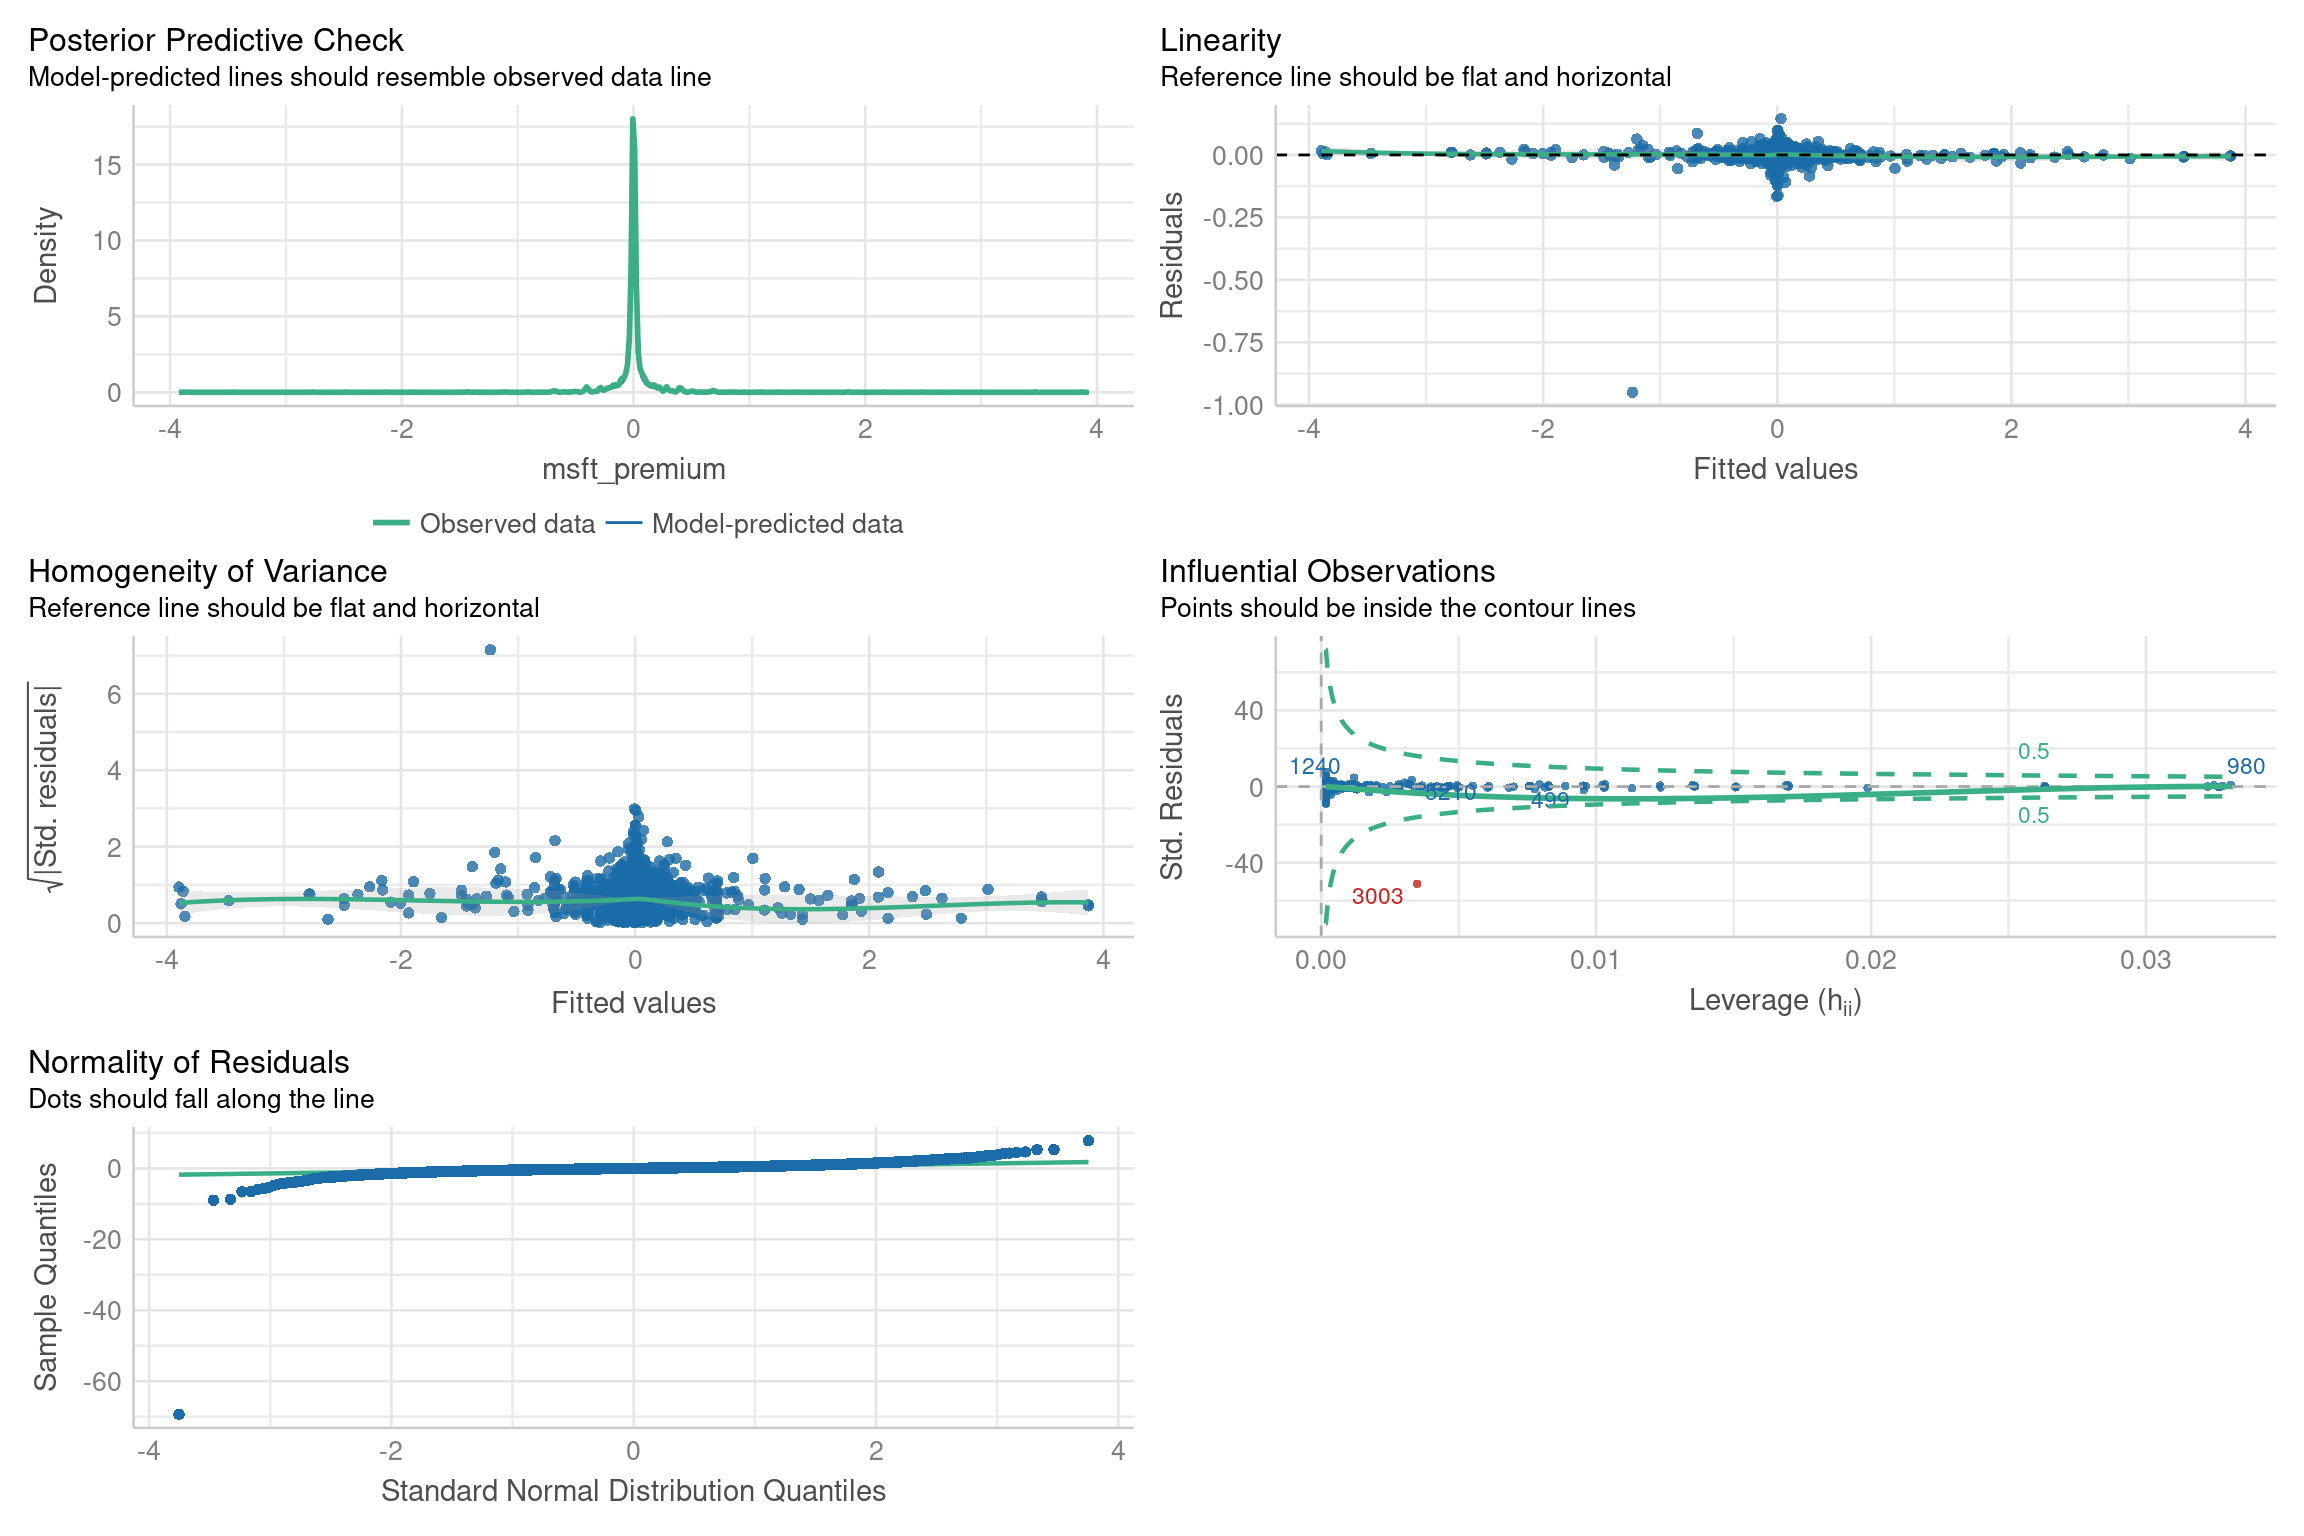 Posterior Predictive Check
Model-predicted lines should resemble observed data line
Density
15
10
5
0
-4
-2
0
2
4
msft_premium
Observed data
Model-predicted data
Linearity
Reference line should be flat and horizontal
Residuals
0.00
-0.25
-0.50
-0.75
-1.00
-4
-2
0
2
4
Fitted values
Homogeneity of Variance
Reference line should be flat and horizontal
√|Std. residuals|
6
4
2
0
-4
-2
0
2
4
Fitted values
Influential Observations
Points should be inside the contour lines
Std. Residuals
40
0
-40
1240
499
980
0.5
0.5
3003
0.00
0.01
0.02
0.03
Leverage (hii)
Normality of Residuals
Dots should fall along the line
Sample Quantiles
0
-20
-40
-60
-4
-2
0
2
4
Standard Normal Distribution Quantiles